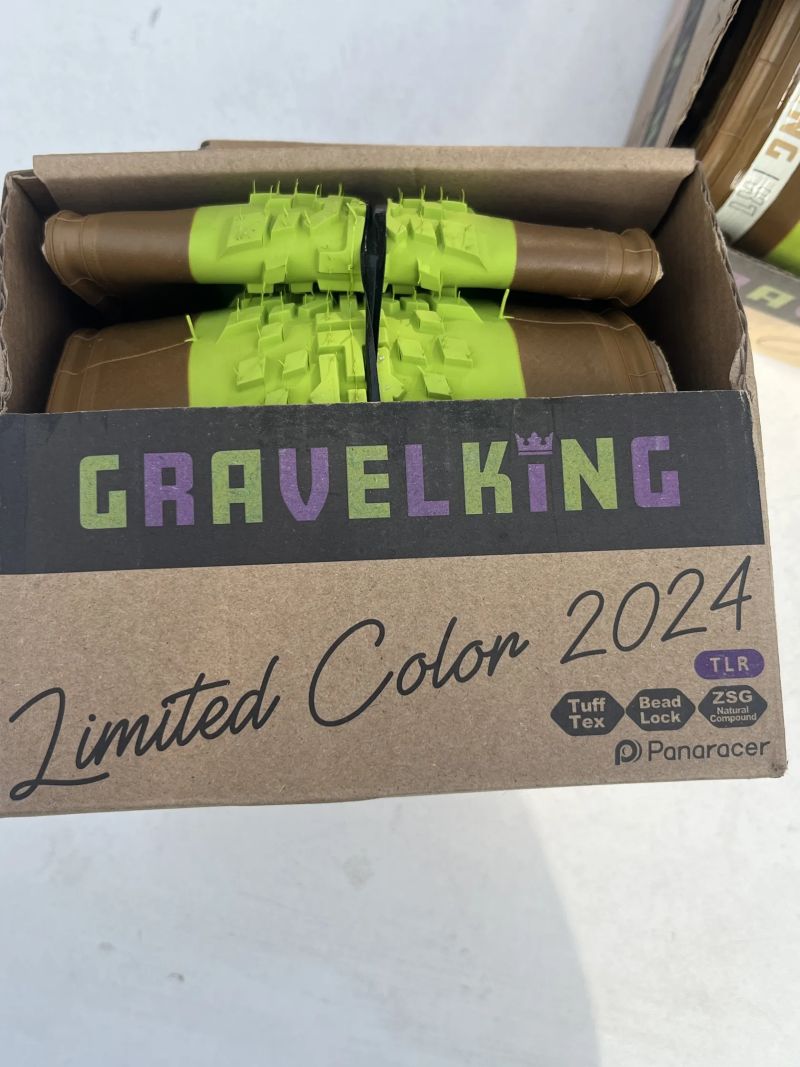 GRAVELKiNG
Limited Color 2024
TLR
Tuff
Tex
Bead
Lock
ZSG
Natural
Compound
Panaracer